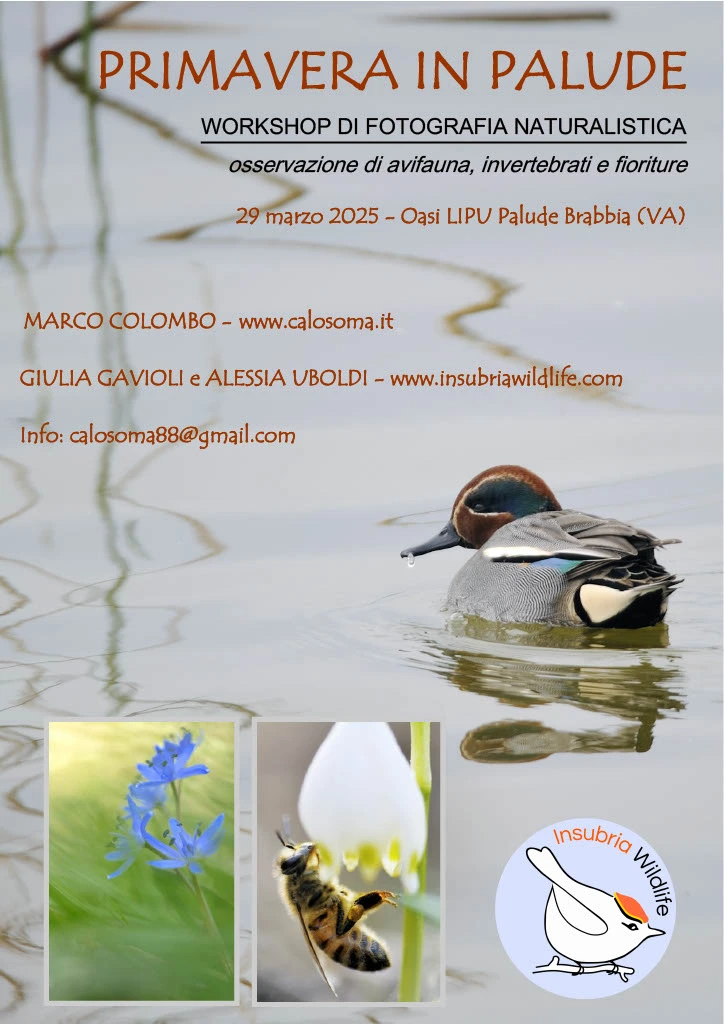 PRIMAVERA IN PALUDE
WORKSHOP DI FOTOGRAFIA NATURALISTICA
osservazione di avifauna, invertebrati e fioriture
29 marzo 2025 - Oasi LIPU Palude Brabbia (VA)
MARCO COLOMBO - www.calosoma.it
GIULIA GAVIOLI e ALESSIA UBOLDI - www.insubriawildlife.com
Info: calosoma88@gmail.com
Insubria Wildlife